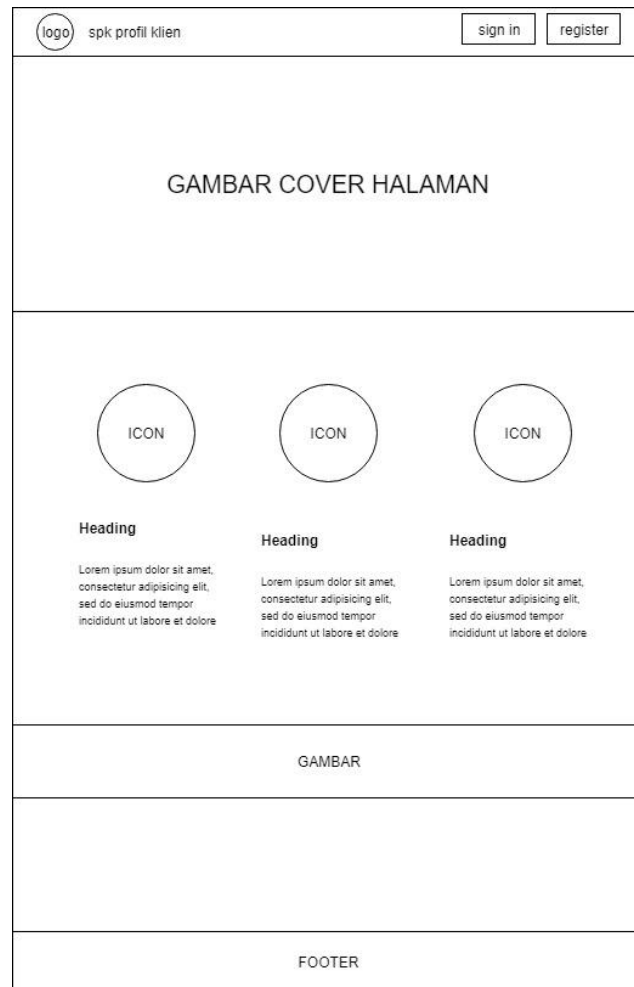 logo
spk profil klien
sign in
register
GAMBAR COVER HALAMAN
ICON
ICON
ICON
Heading
Lorem ipsum dolor sit amet,
consectetur adipisicing elit,
sed do eiusmod tempor
incididunt ut labore et dolore
Heading
Lorem ipsum dolor sit amet,
consectetur adipisicing elit,
sed do eiusmod tempor
incididunt ut labore et dolore
Heading
Lorem ipsum dolor sit amet,
consectetur adipisicing elit,
sed do eiusmod tempor
incididunt ut labore et dolore
GAMBAR
FOOTER